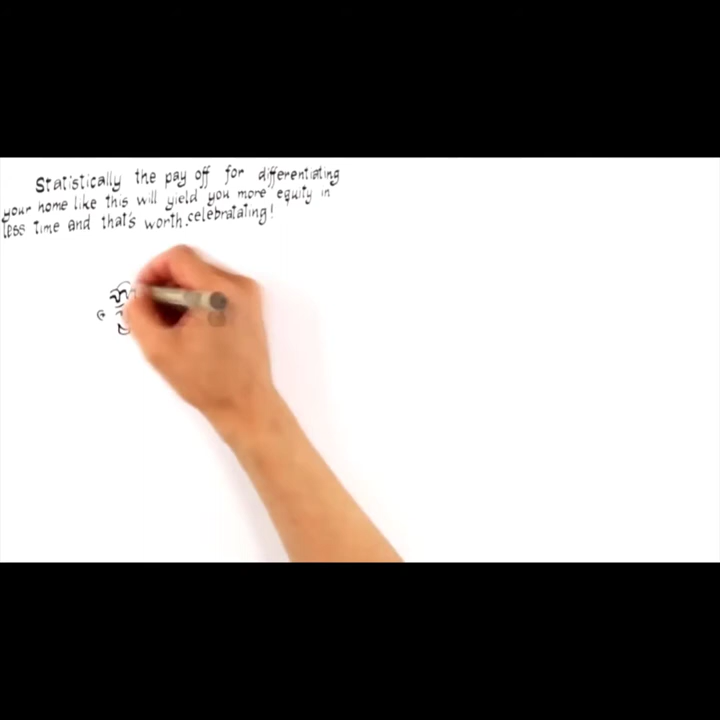 Statistically the pay off for differentiating
your home like this will yield you more equity in
less time and that's worth.celebratating!